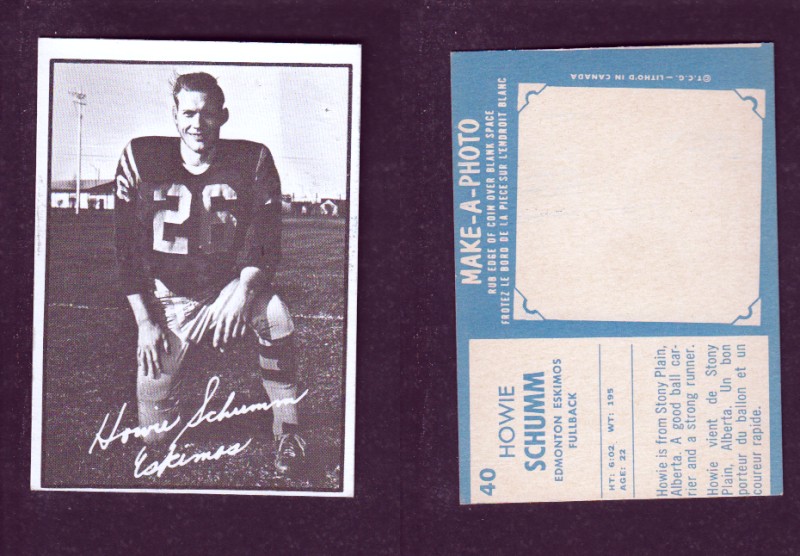 26
Howie Schumm
Eskimos
©T.C.G. — LITHO'D IN CANADA
MAKE-A-PHOTO
RUB EDGE OF COIN OVER BLANK SPACE
FROTEZ LE BORD DE LA PIECE SUR L'ENDROIT BLANC
40
HOWIE
SCHUMM
EDMONTON ESKIMOS
FULLBACK
HT: 6:02 WT: 195
AGE: 22
Howie is from Stony Plain,
Alberta. A good ball car-
rier and a strong runner.
Howie vient de Stony
Plain, Alberta. Un bon
porteur du ballon et un
coureur rapide.